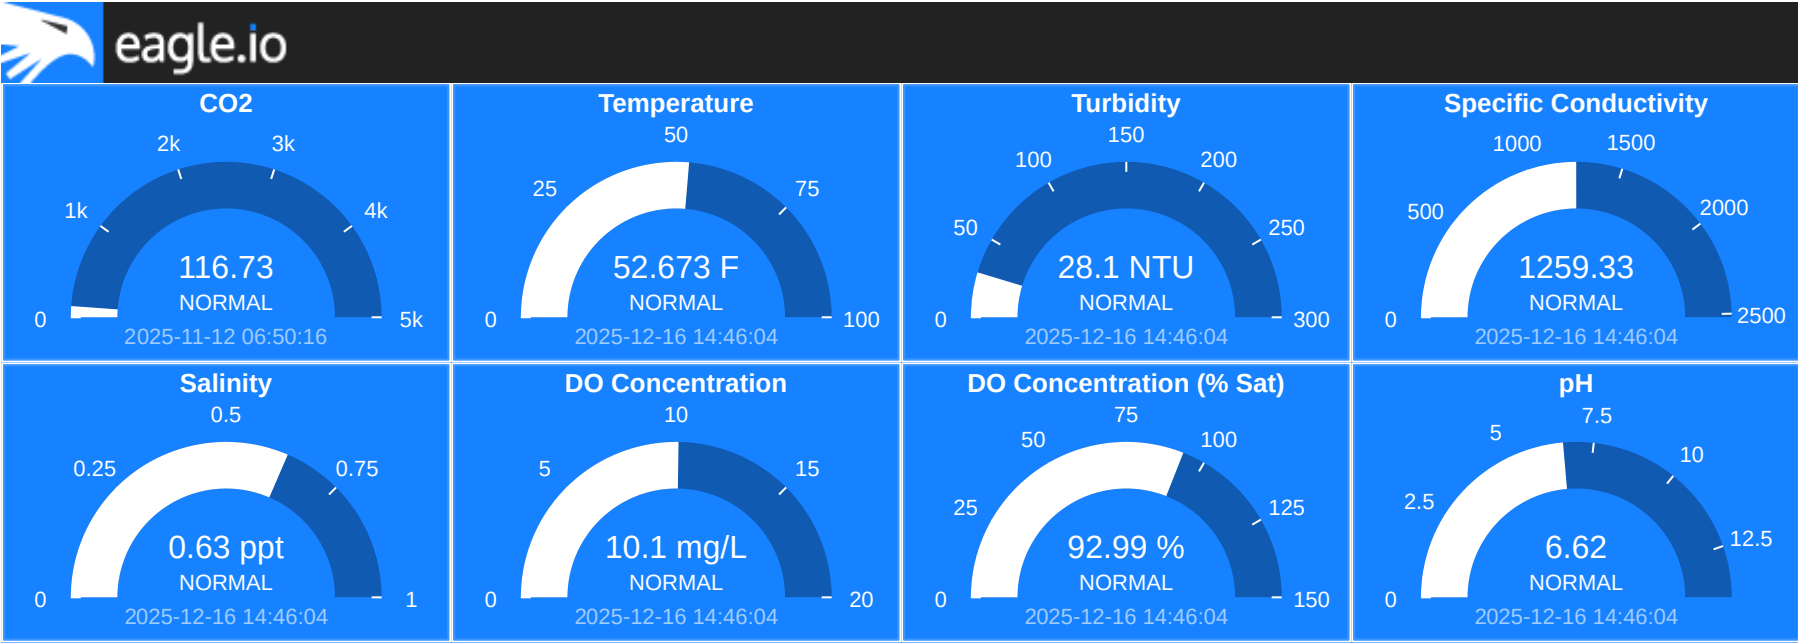 eagle.io
CO2
0
1k
2k
3k
4k
5k
116.73
NORMAL
2025-11-12 06:50:16
Temperature
0
25
50
75
100
52.673 F
NORMAL
2025-12-16 14:46:04
Turbidity
0
50
100
150
200
250
300
28.1 NTU
NORMAL
2025-12-16 14:46:04
Specific Conductivity
0
500
1000
1500
2000
2500
1259.33
NORMAL
2025-12-16 14:46:04
Salinity
0
0.25
0.5
0.75
1
0.63 ppt
NORMAL
2025-12-16 14:46:04
DO Concentration
0
5
10
15
20
10.1 mg/L
NORMAL
2025-12-16 14:46:04
DO Concentration (% Sat)
0
25
50
75
100
125
150
92.99 %
NORMAL
2025-12-16 14:46:04
pH
0
2.5
5
7.5
10
12.5
6.62
NORMAL
2025-12-16 14:46:04